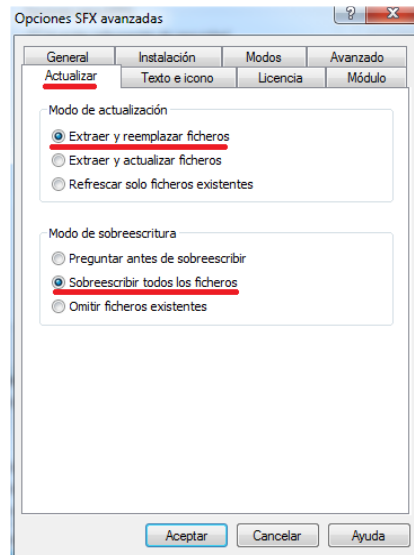 Opciones SFX avanzadas
General Instalación Modos Avanzado
Actualizar Texto e icono Licencia Módulo
Modo de actualización
Extraer y reemplazar ficheros
Extraer y actualizar ficheros
Refrescar solo ficheros existentes
Modo de sobreescritura
Preguntar antes de sobreescribir
Sobreescribir todos los ficheros
Omitir ficheros existentes
Aceptar Cancelar Ayuda